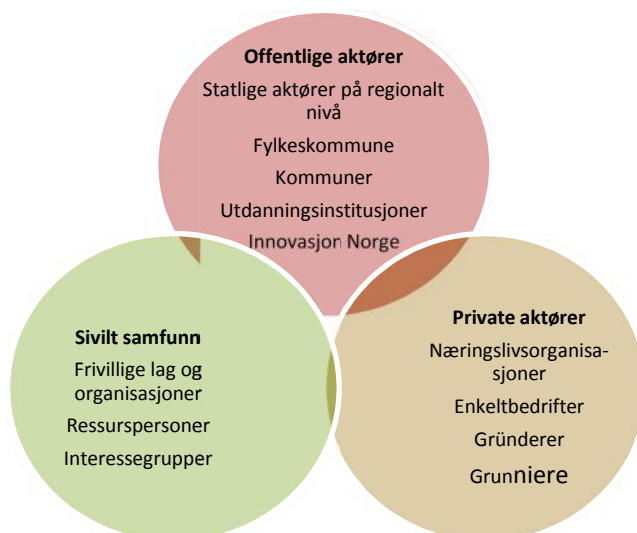 Offentlige aktører
Statlige aktører på regionalt
nivå
Fylkeskommune
Kommuner
Utdanningsinstitusjoner
Innovasjon Norge
Sivilt samfunn
Frivillige lag og
organisasjoner
Ressurspersoner
Interessegrupper
Private aktører
Næringslivsorganisa-
sjoner
Enkeltbedrifter
Gründerer
Grunniere